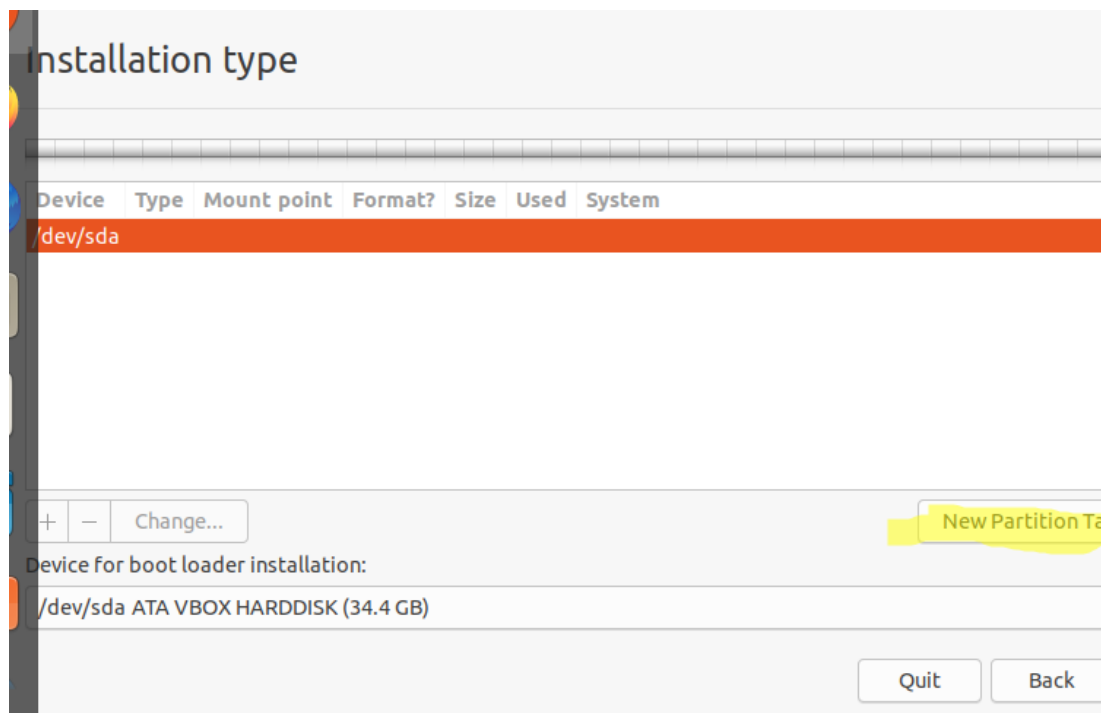 Installation type
Device Type Mount point Format? Size Used System
/dev/sda
+ − Change... New Partition Ta
Device for boot loader installation:
/dev/sda ATA VBOX HARDDISK (34.4 GB)
Quit Back